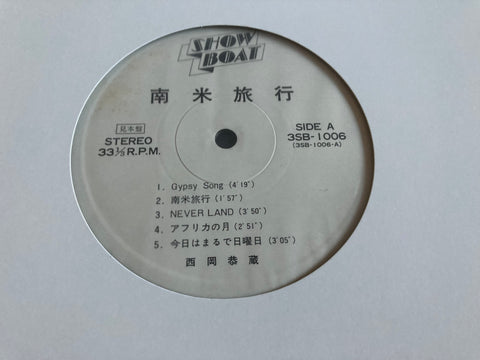 SHOW
BOAT
南米旅行
見本盤
STEREO
33⅓ R.P.M.
SIDE A
3SB-1006
(3SB-1006-A)
1. Gypsy Song (4'19")
2. 南米旅行 (1'57")
3. NEVER LAND (3'50")
4. アフリカの月 (2'51")
5. 今日はまるで日曜日 (3'05")
西岡恭蔵